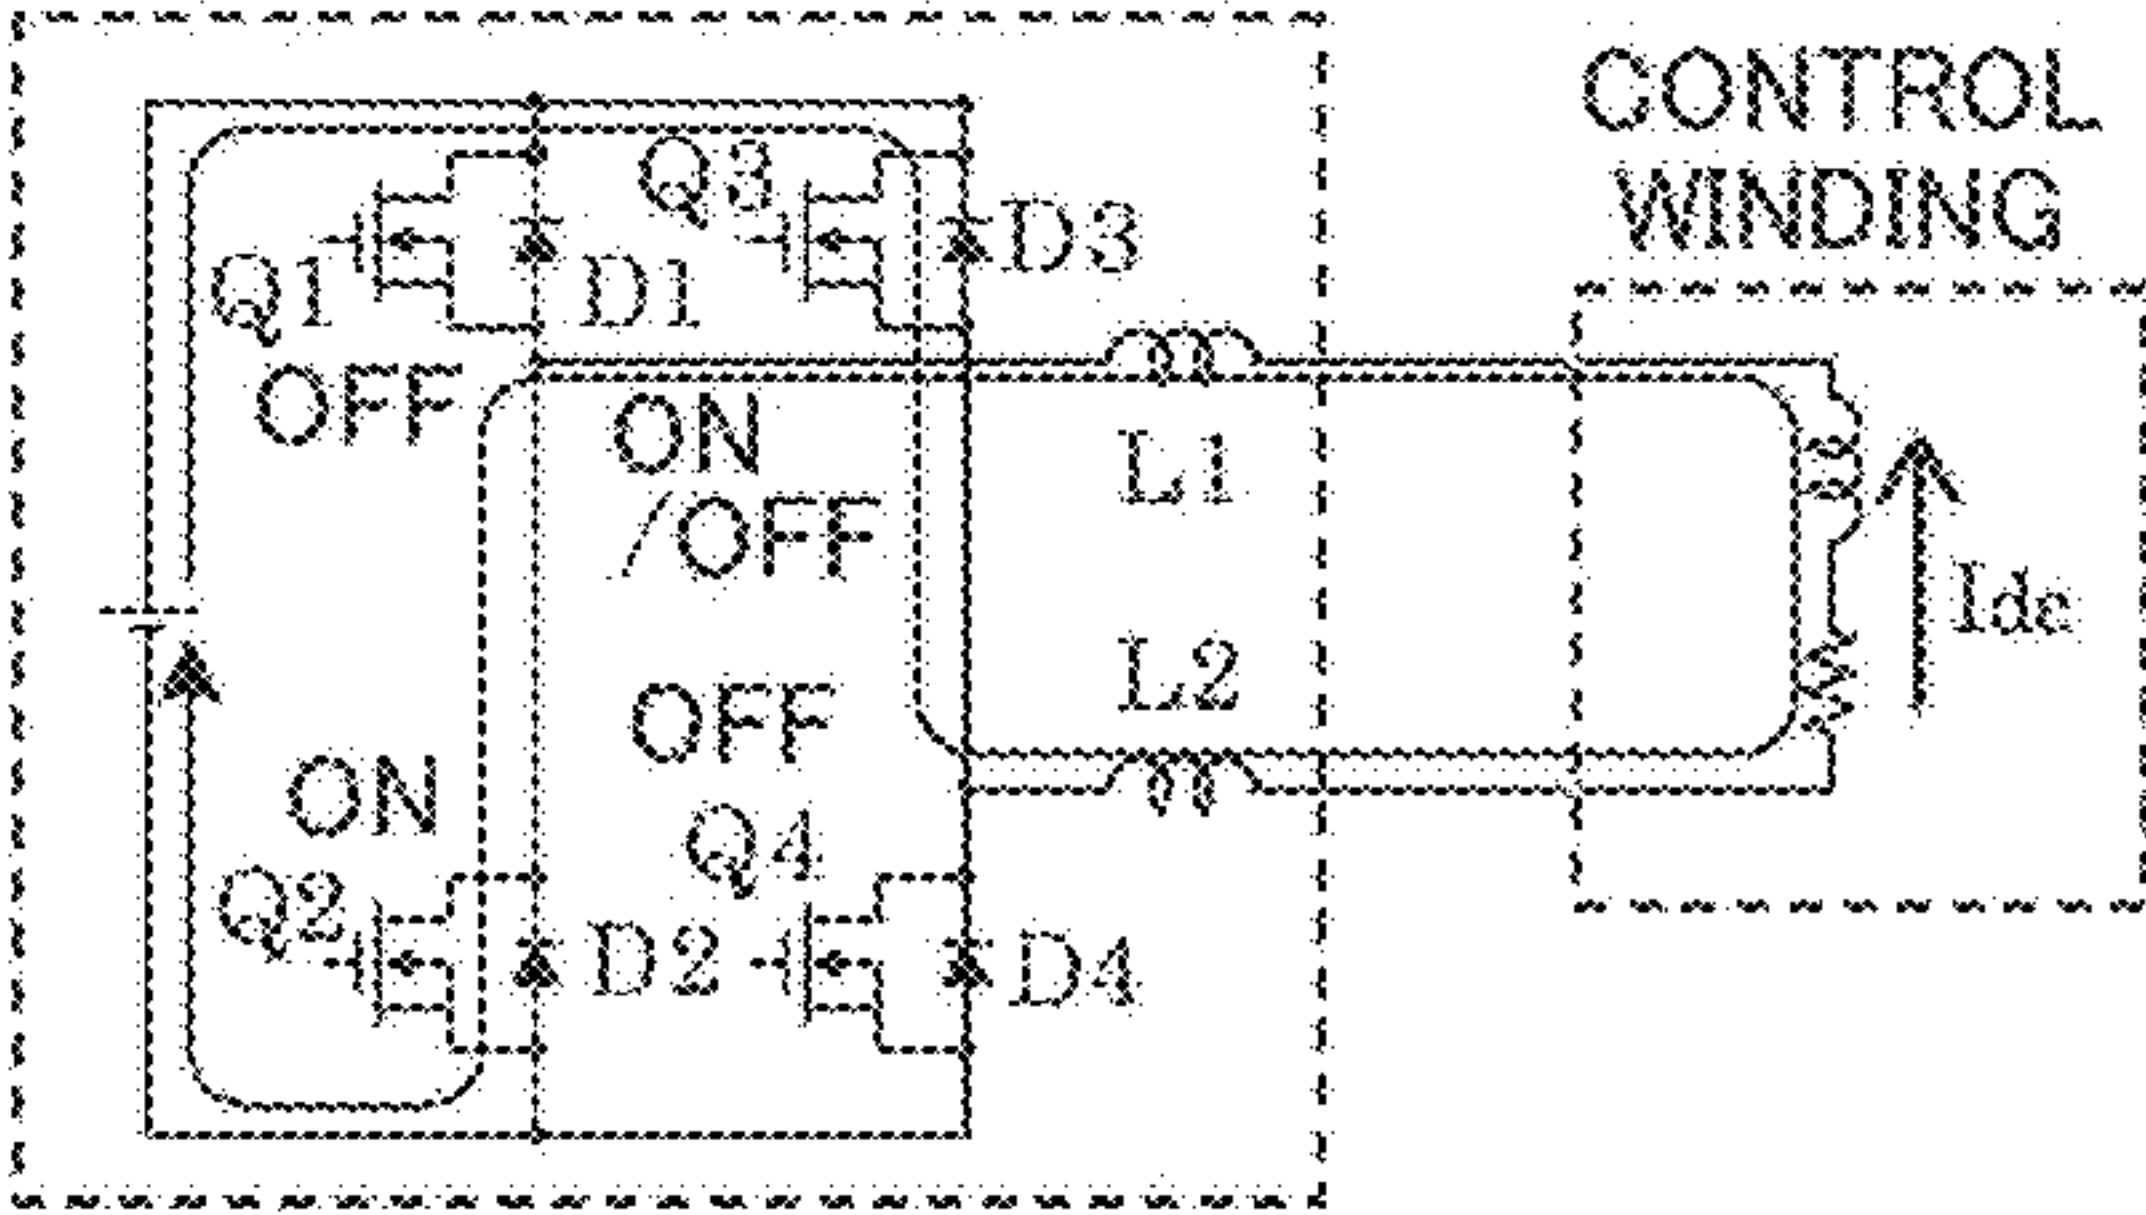 CONTROL
WINDING
Q3
D3
Q1
D1
OFF
ON
/OFF
L1
Idc
L2
OFF
ON
Q4
Q2
D2
D4